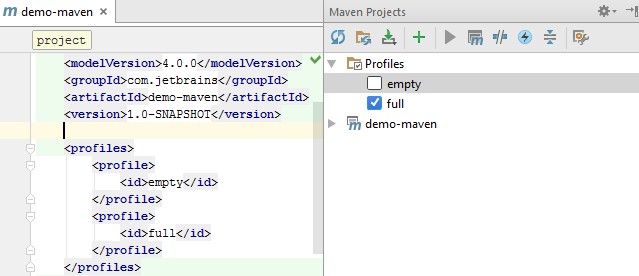 demo-maven
project
<modelVersion>4.0.0</modelVersion>
<groupId>com.jetbrains</groupId>
<artifactId>demo-maven</artifactId>
<version>1.0-SNAPSHOT</version>
<profiles>
<profile>
<id>empty</id>
</profile>
<profile>
<id>full</id>
</profile>
</profiles>
Maven Projects
Profiles
empty
full
demo-maven